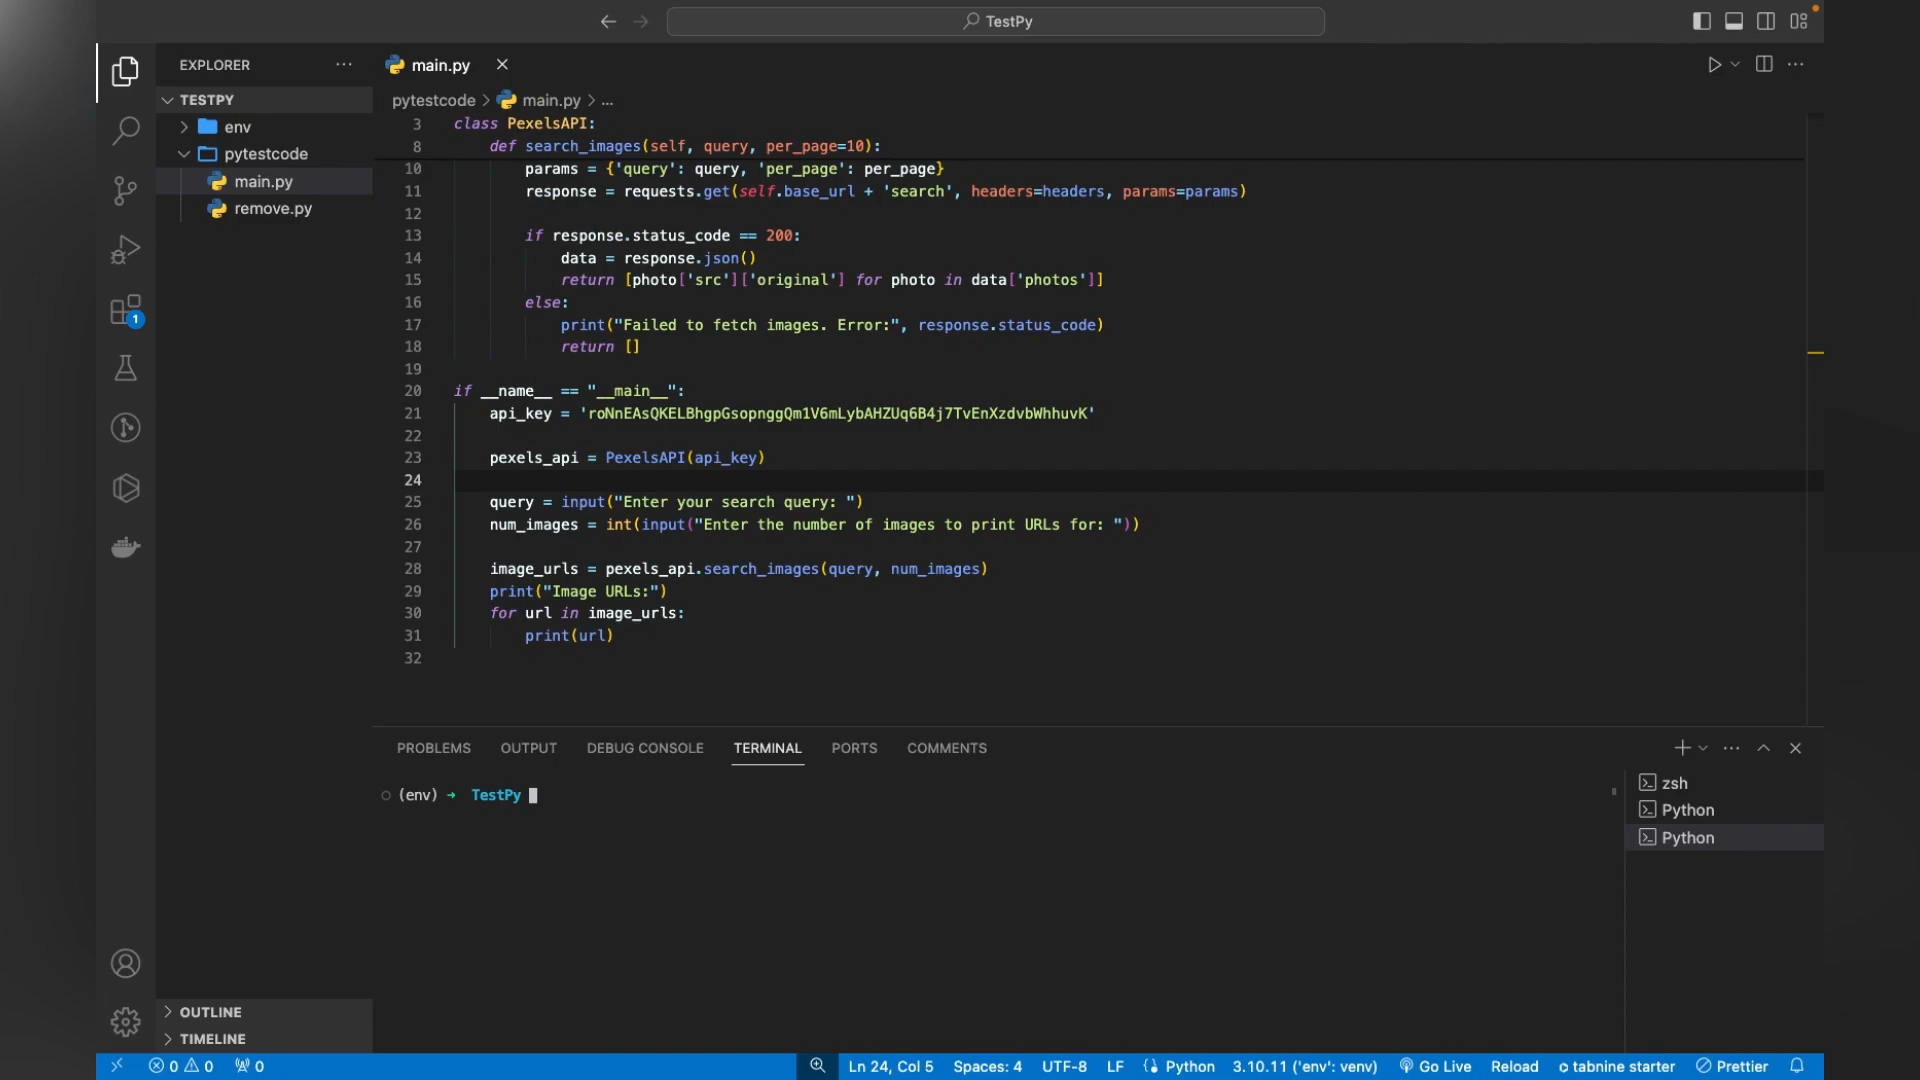 TestPy
EXPLORER
TESTPY
env
pytestcode
main.py
remove.py
1
OUTLINE
TIMELINE
main.py
pytestcode > main.py > ...
3 class PexelsAPI:
8 def search_images(self, query, per_page=10):
10 params = {'query': query, 'per_page': per_page}
11 response = requests.get(self.base_url + 'search', headers=headers, params=params)
12
13 if response.status_code == 200:
14 data = response.json()
15 return [photo['src']['original'] for photo in data['photos']]
16 else:
17 print("Failed to fetch images. Error:", response.status_code)
18 return []
19
20 if __name__ == "__main__":
21 api_key = 'roNnEAsQKELBhgpGsopnggQm1V6mLybAHZUq6B4j7TvEnXzdvbWhhuvK'
22
23 pexels_api = PexelsAPI(api_key)
24
25 query = input("Enter your search query: ")
26 num_images = int(input("Enter the number of images to print URLs for: "))
27
28 image_urls = pexels_api.search_images(query, num_images)
29 print("Image URLs:")
30 for url in image_urls:
31 print(url)
32
PROBLEMS OUTPUT DEBUG CONSOLE TERMINAL PORTS COMMENTS
(env) → TestPy
zsh
Python
Python
0 0 0 Ln 24, Col 5 Spaces: 4 UTF-8 LF Python 3.10.11 ('env': venv) Go Live Reload tabnine starter Prettier